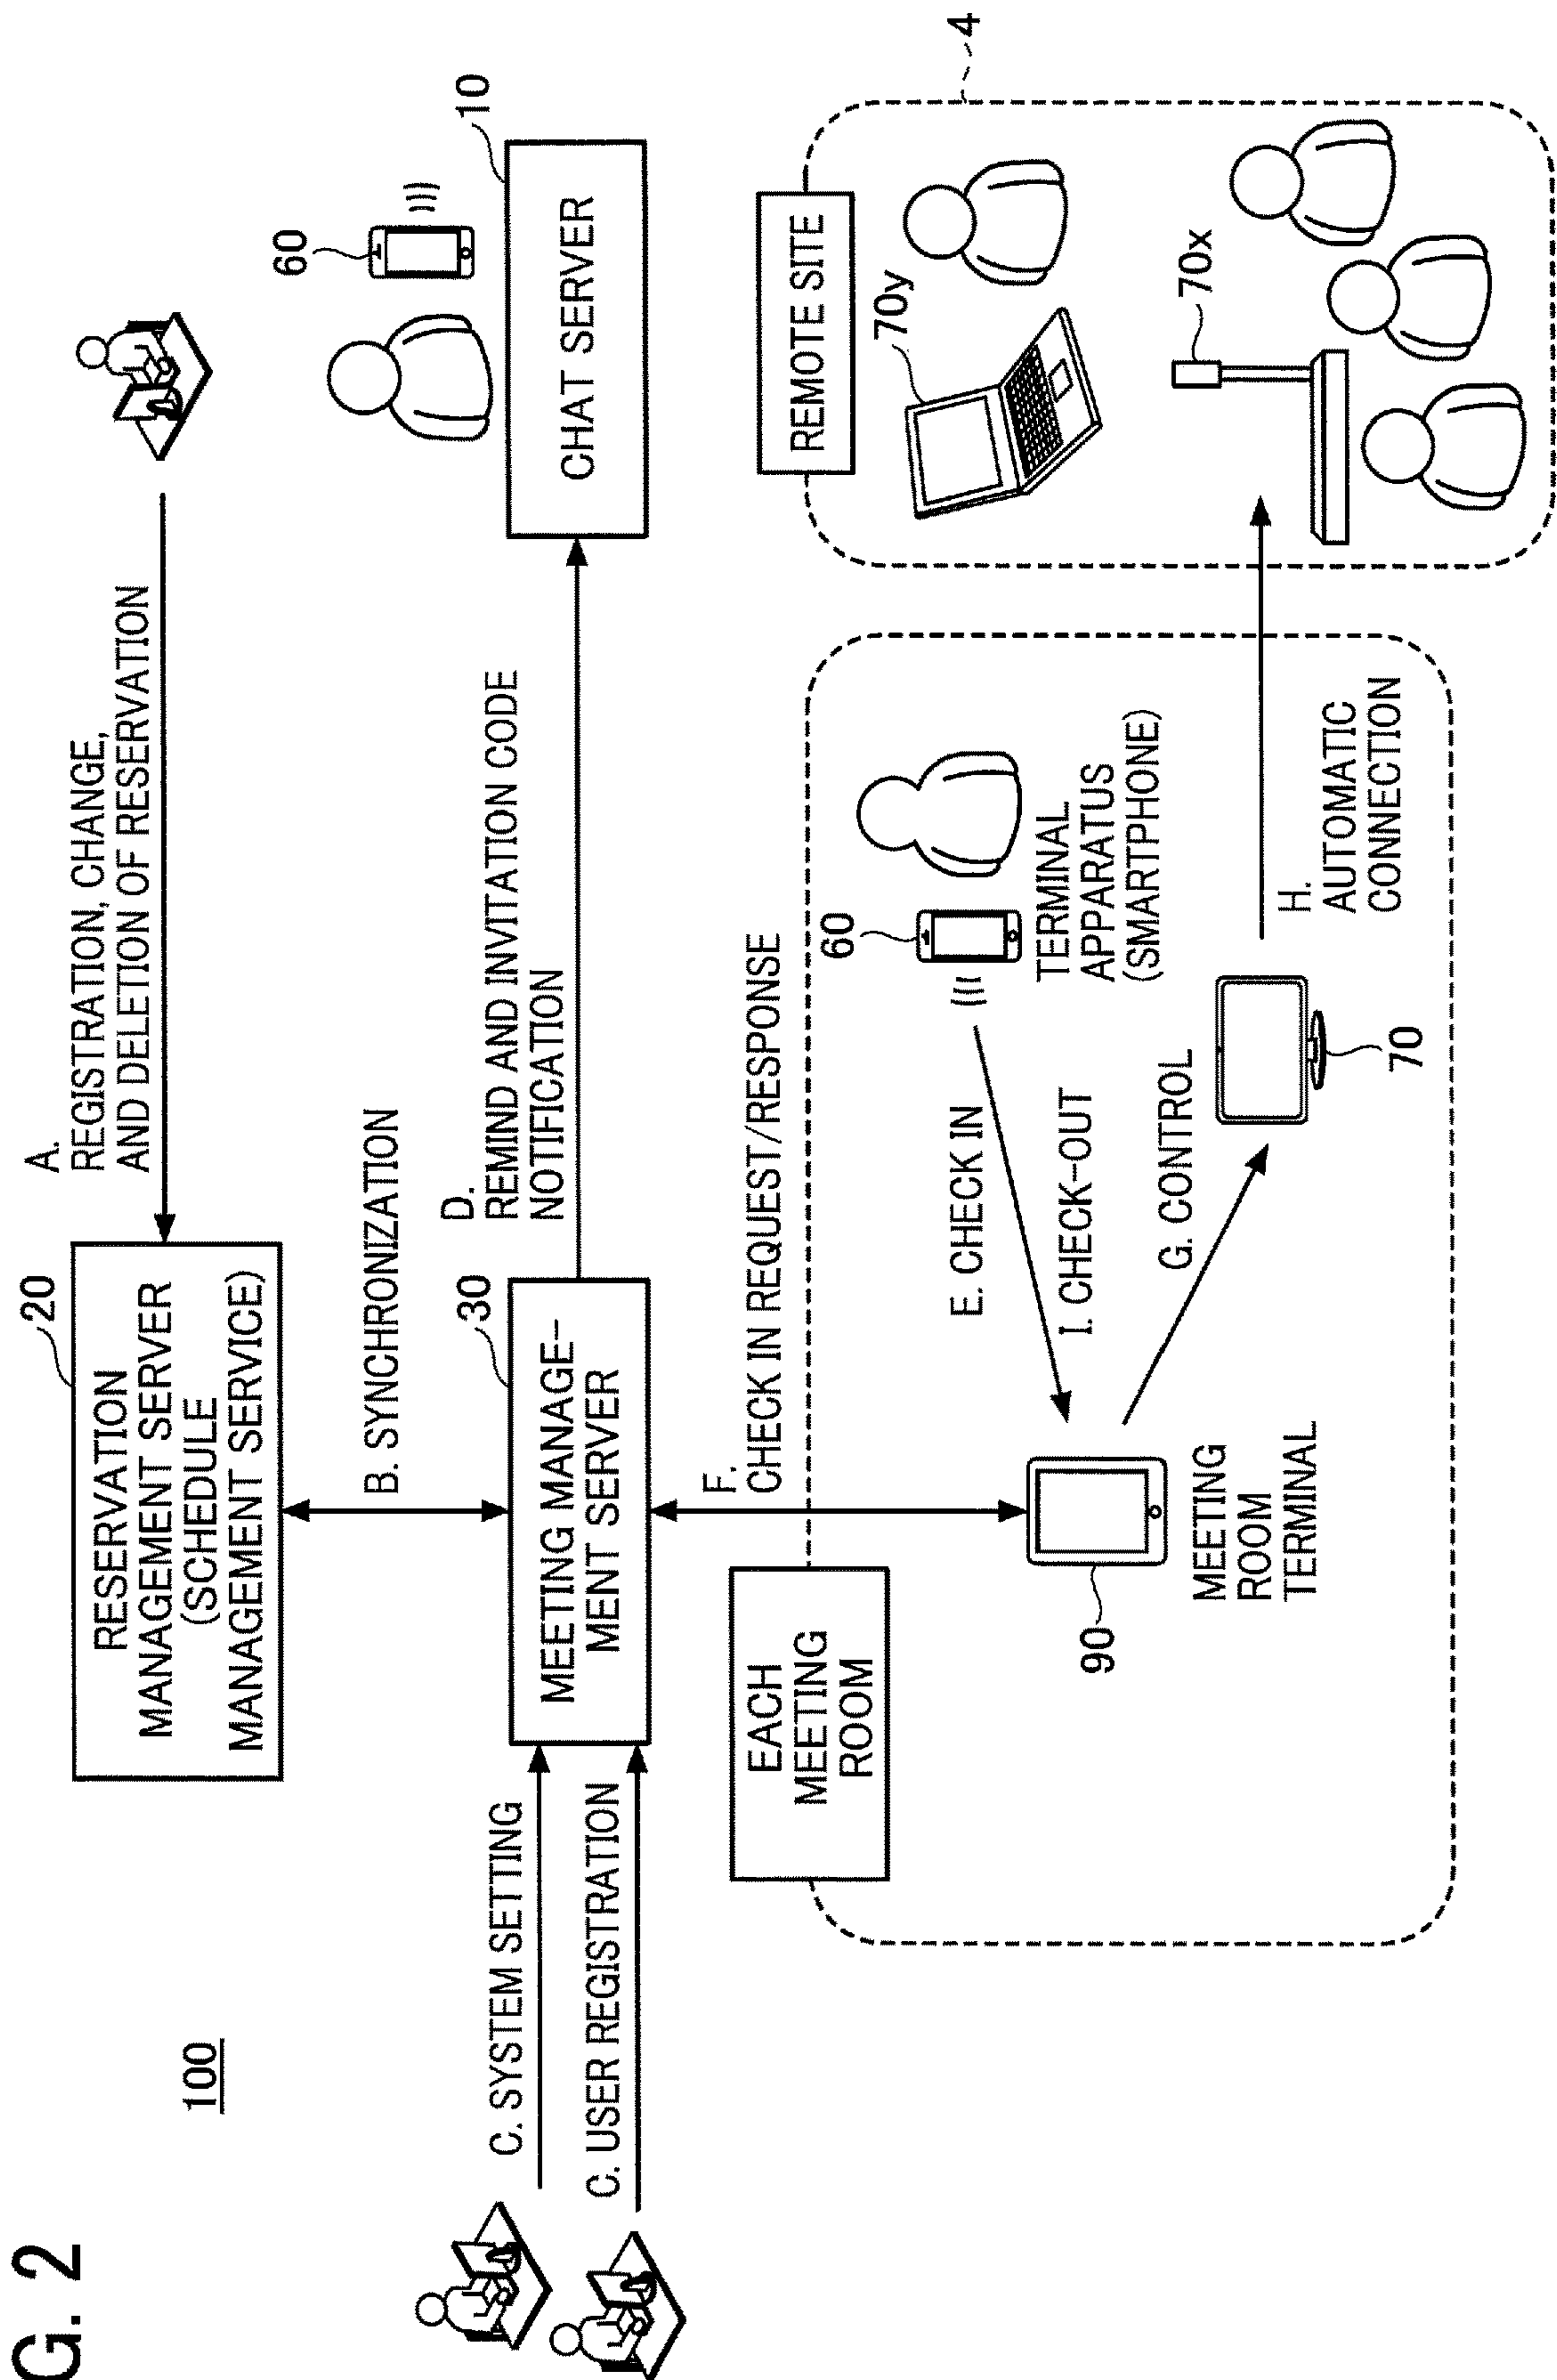 G. 2
100
A.
REGISTRATION, CHANGE,
AND DELETION OF RESERVATION
20
RESERVATION
MANAGEMENT SERVER
(SCHEDULE
MANAGEMENT SERVICE)
B. SYNCHRONIZATION
60
10
CHAT SERVER
D.
REMIND AND INVITATION CODE
NOTIFICATION
30
MEETING MANAGE-
MENT SERVER
C. SYSTEM SETTING
C. USER REGISTRATION
F.
CHECK IN REQUEST/RESPONSE
EACH
MEETING
ROOM
60
TERMINAL
APPARATUS
(SMARTPHONE)
E. CHECK IN
I. CHECK-OUT
G. CONTROL
90
MEETING
ROOM
TERMINAL
70
H.
AUTOMATIC
CONNECTION
REMOTE SITE
4
70y
70x